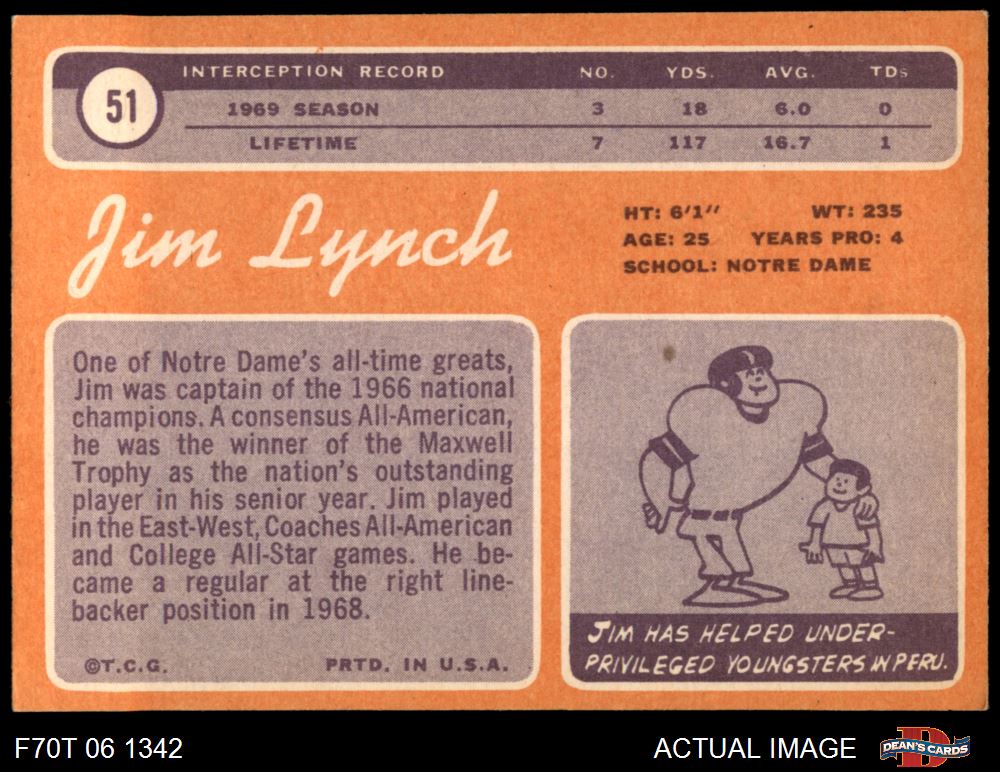 51
INTERCEPTION RECORD NO. YDS. AVG. TDs
1969 SEASON 3 18 6.0 0
LIFETIME 7 117 16.7 1
Jim Lynch
HT: 6'1" WT: 235
AGE: 25 YEARS PRO: 4
SCHOOL: NOTRE DAME
One of Notre Dame's all-time greats,
Jim was captain of the 1966 national
champions. A consensus All-American,
he was the winner of the Maxwell
Trophy as the nation's outstanding
player in his senior year. Jim played
in the East-West, Coaches All-American
and College All-Star games. He be-
came a regular at the right line-
backer position in 1968.
©T.C.G. PRTD. IN U.S.A.
JIM HAS HELPED UNDER-
PRIVILEGED YOUNGSTERS IN PERU.
F70T 06 1342 ACTUAL IMAGE
D
DEAN'S CARDS